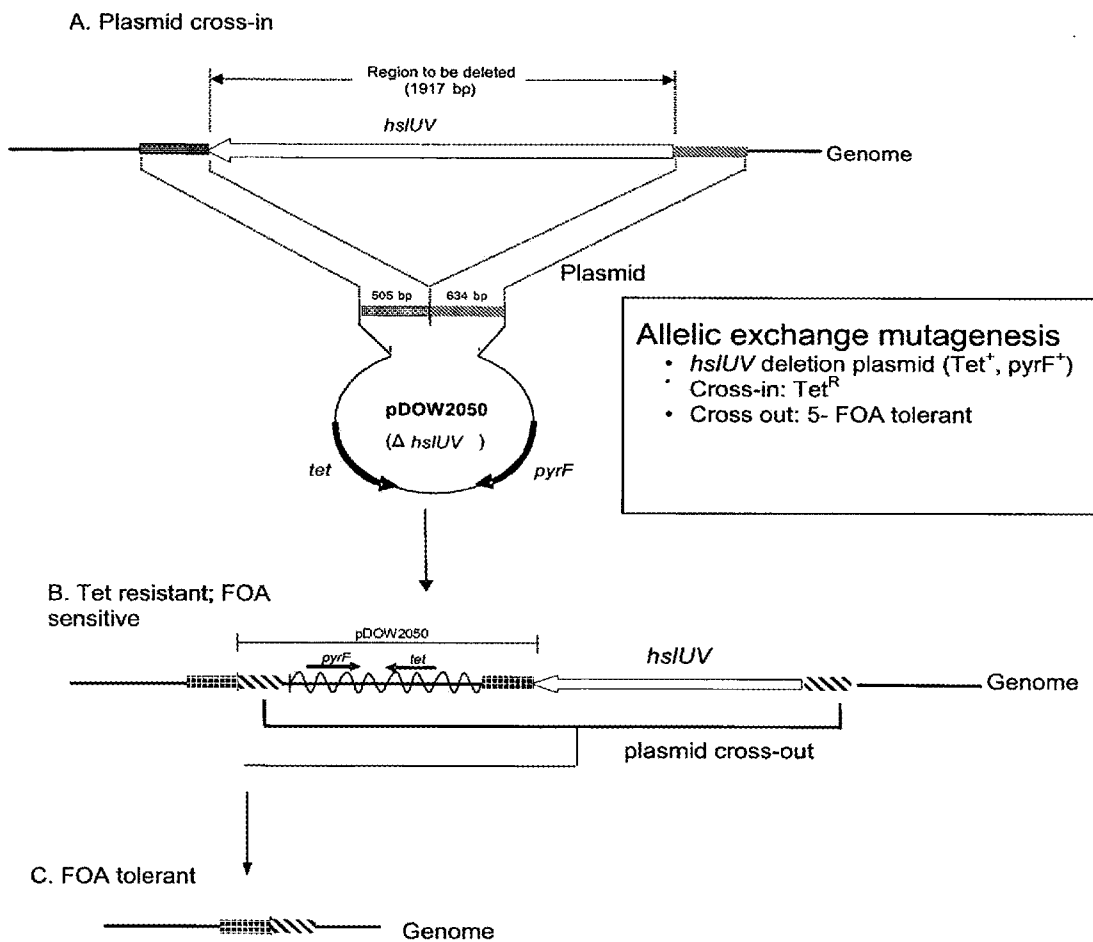 A. Plasmid cross-in
Region to be deleted
(1917 bp)
hslUV
Genome
Plasmid
505 bp
634 bp
pDOW2050
(Δ hslUV )
tet
pyrF
Allelic exchange mutagenesis
• hslUV deletion plasmid (Tet⁺, pyrF⁺)
• Cross-in: Tetᴿ
• Cross out: 5- FOA tolerant
B. Tet resistant; FOA
sensitive
pDOW2050
pyrF
tet
hslUV
Genome
plasmid cross-out
C. FOA tolerant
Genome